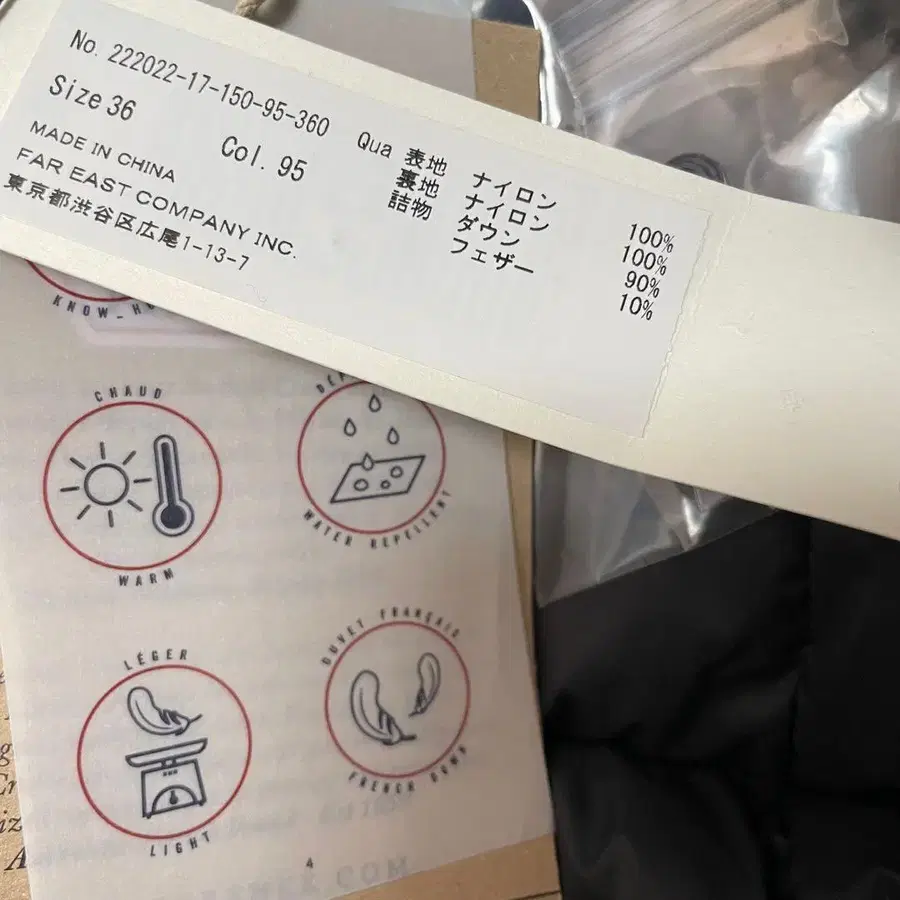 No. 222022-17-150-95-360
Size 36
Col. 95
MADE IN CHINA
FAR EAST COMPANY INC.
東京都渋谷区広尾1-13-7
Qua 表地 ナイロン 100%
裏地 ナイロン 100%
詰物 ダウン 90%
フェザー 10%
CHAUD
WARM
WATER REPELLENT
LÉGER
LIGHT
DUVET FRANÇAIS
FRENCH DOWN
4